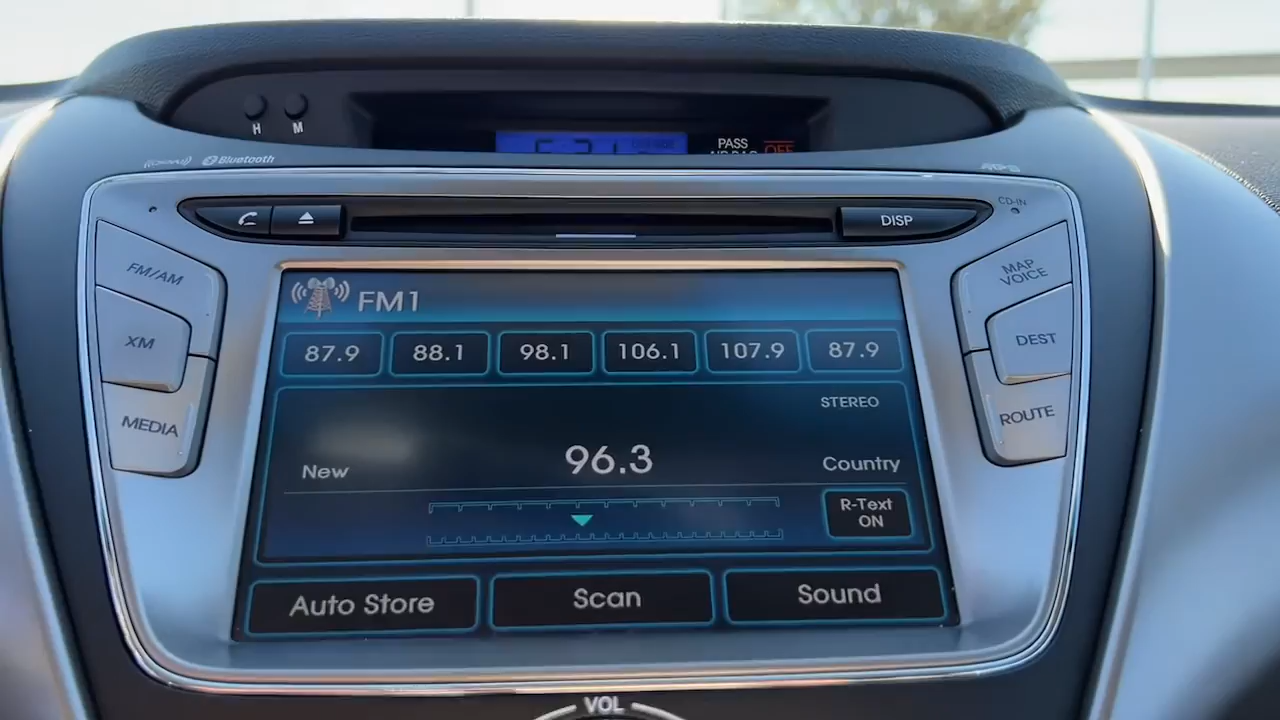 H M
PASS
OFF
Bluetooth
CD-IN
DISP
FM/AM
XM
MEDIA
MAP
VOICE
DEST
ROUTE
FM1
87.9 88.1 98.1 106.1 107.9 87.9
STEREO
New 96.3 Country
R-Text
ON
Auto Store Scan Sound
VOL